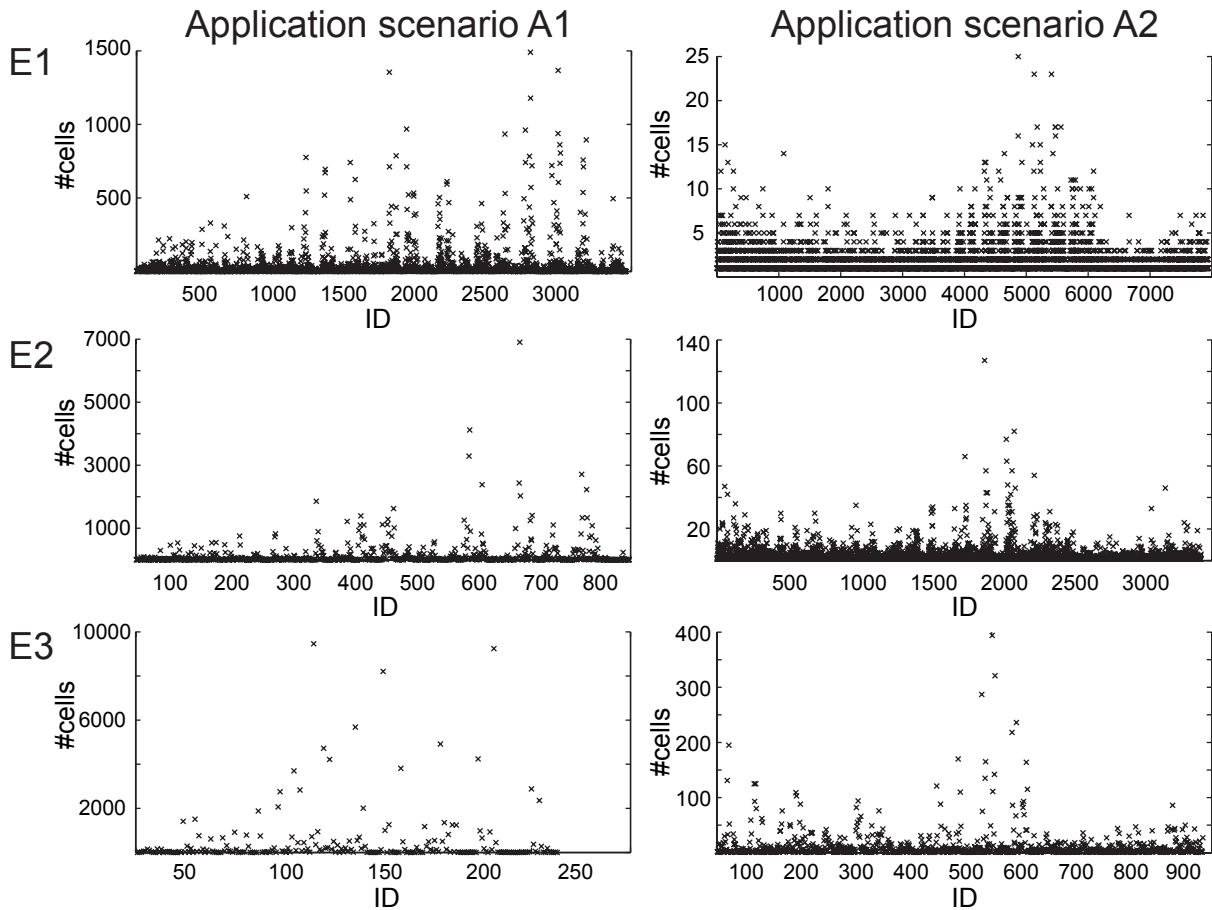 Application scenario A1
Application scenario A2
E1
1500
1000
500
#cells
500 1000 1500 2000 2500 3000
ID
25
20
15
10
5
#cells
1000 2000 3000 4000 5000 6000 7000
ID
E2
7000
5000
3000
1000
#cells
100 200 300 400 500 600 700 800
ID
140
100
60
20
#cells
500 1000 1500 2000 2500 3000
ID
E3
10000
6000
2000
#cells
50 100 150 200 250
ID
400
300
200
100
#cells
100 200 300 400 500 600 700 800 900
ID